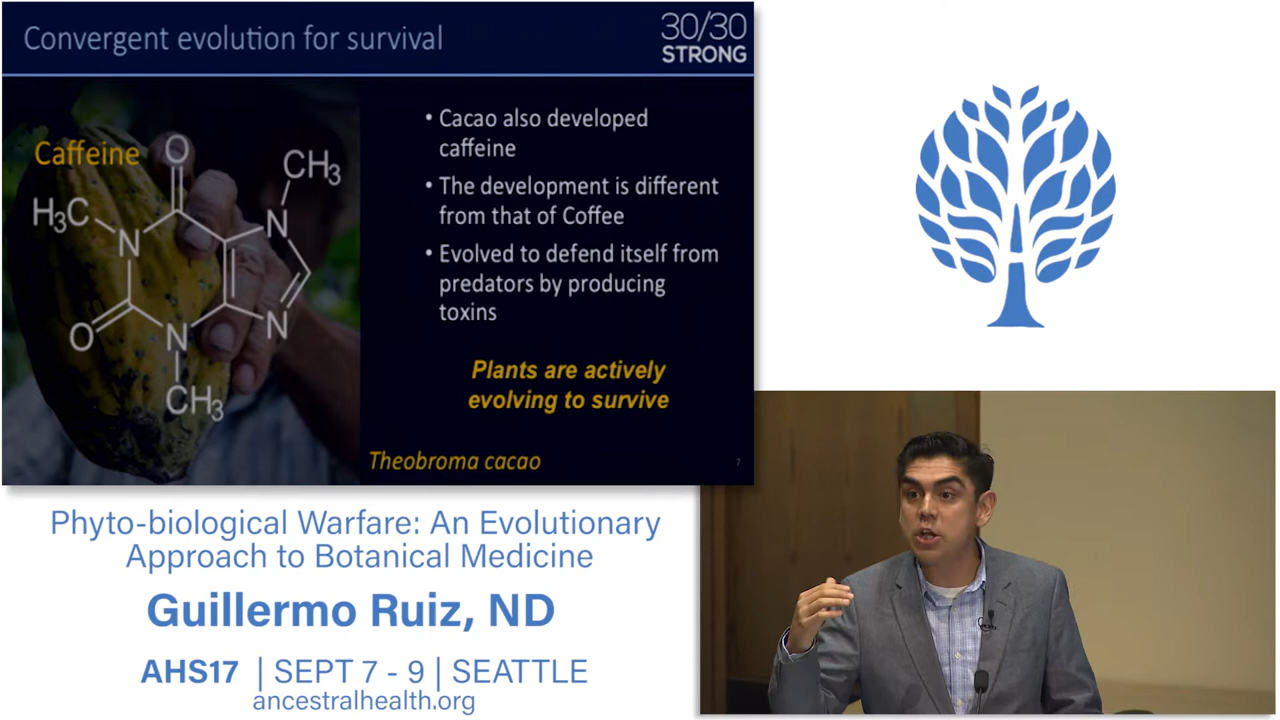 Convergent evolution for survival
30/30
STRONG
Caffeine
O
CH3
H3C
N
N
O
N
N
CH3
• Cacao also developed
caffeine
• The development is different
from that of Coffee
• Evolved to defend itself from
predators by producing
toxins
Plants are actively
evolving to survive
Theobroma cacao
7
Phyto-biological Warfare: An Evolutionary
Approach to Botanical Medicine
Guillermo Ruiz, ND
AHS17 | SEPT 7 - 9 | SEATTLE
ancestralhealth.org